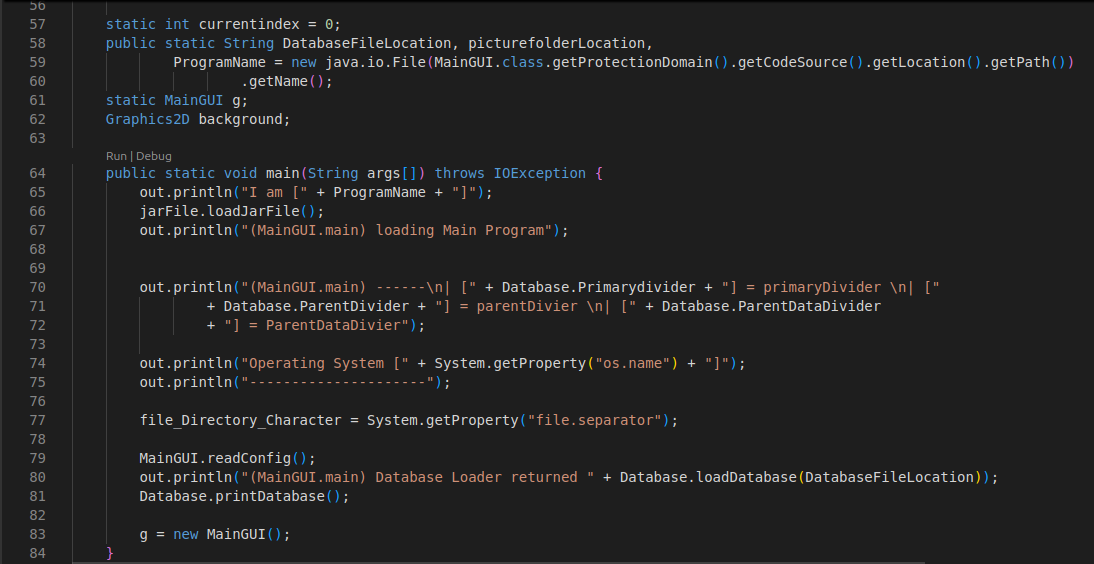 56
57 static int currentindex = 0;
58 public static String DatabaseFileLocation, picturefolderLocation,
59 ProgramName = new java.io.File(MainGUI.class.getProtectionDomain().getCodeSource().getLocation().getPath())
60 .getName();
61 static MainGUI g;
62 Graphics2D background;
63
Run | Debug
64 public static void main(String args[]) throws IOException {
65 out.println("I am [" + ProgramName + "]");
66 jarFile.loadJarFile();
67 out.println("(MainGUI.main) loading Main Program");
68
69
70 out.println("(MainGUI.main) ------\n| [" + Database.Primarydivider + "] = primaryDivider \n| ["
71 + Database.ParentDivider + "] = parentDivier \n| [" + Database.ParentDataDivider
72 + "] = ParentDataDivier");
73
74 out.println("Operating System [" + System.getProperty("os.name") + "]");
75 out.println("---------------------");
76
77 file_Directory_Character = System.getProperty("file.separator");
78
79 MainGUI.readConfig();
80 out.println("(MainGUI.main) Database Loader returned " + Database.loadDatabase(DatabaseFileLocation));
81 Database.printDatabase();
82
83 g = new MainGUI();
84 }